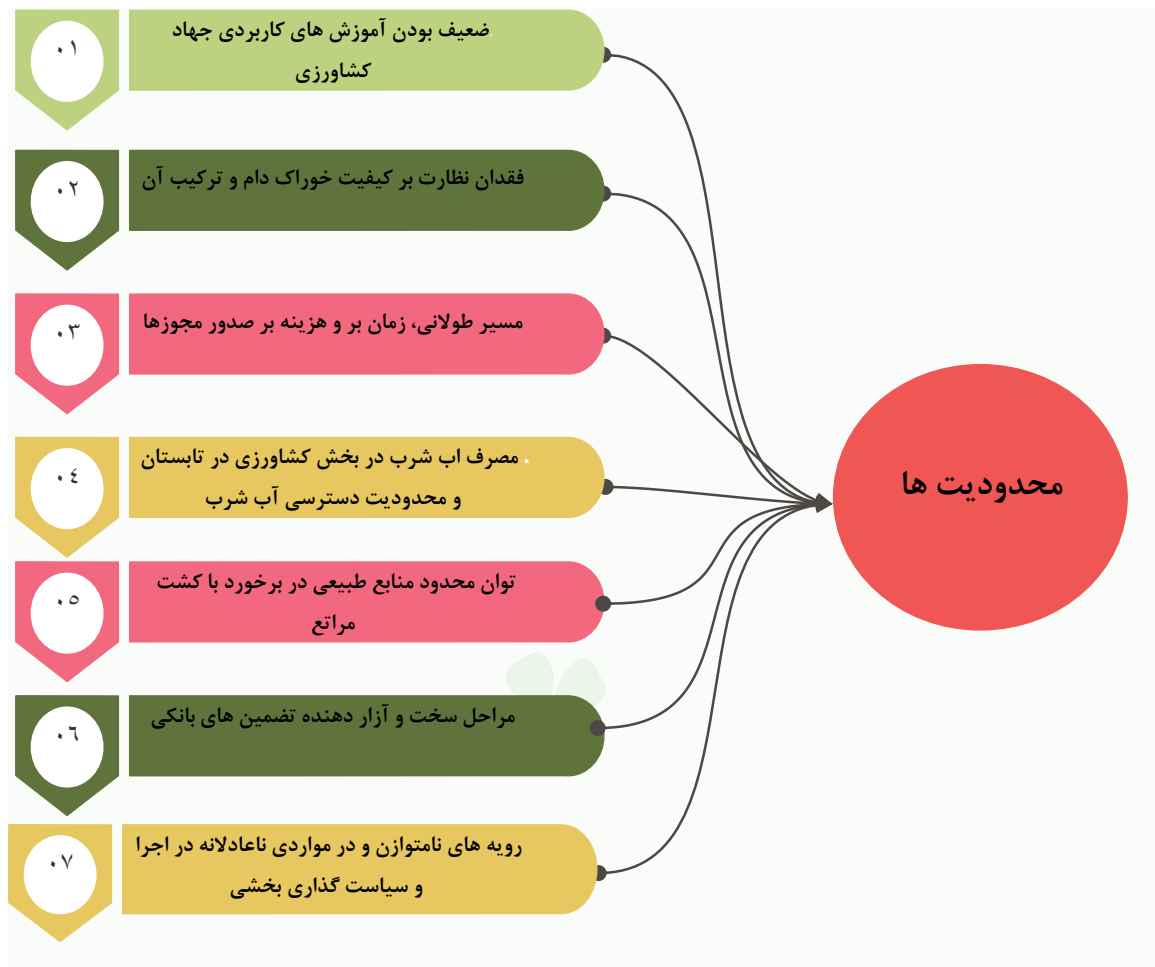 ۰۱
.ضعیف بودن آموزش های کاربردی جهاد
کشاورزی
۰۲
فقدان نظارت بر کیفیت خوراک دام و ترکیب آن
۰۳
مسیر طولانی، زمان بر و هزینه بر صدور مجوزها
۰٤
. مصرف اب شرب در بخش کشاورزی در تابستان
و محدودیت دسترسی آب شرب
۰۵
توان محدود منابع طبیعی در برخورد با کشت
مراتع
۰٦
مراحل سخت و آزار دهنده تضمین های بانکی
۰۷
رویه های نامتوازن و در مواردی ناعادلانه در اجرا
و سیاست گذاری بخشی
محدودیت ها